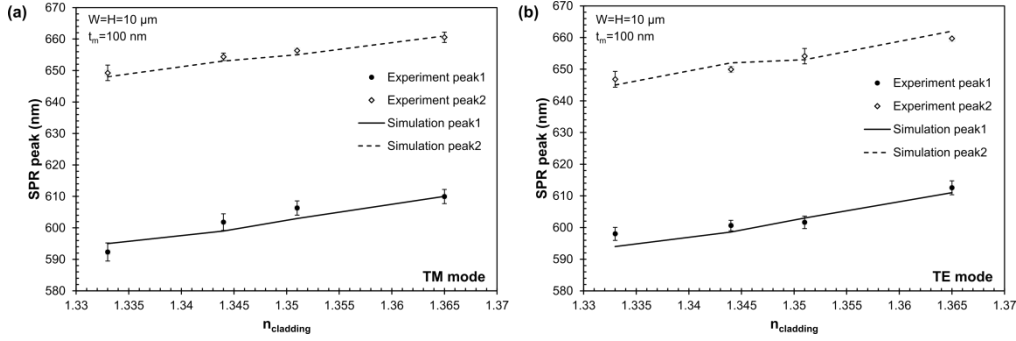 (a)
W=H=10 µm
tm=100 nm
Experiment peak1
Experiment peak2
Simulation peak1
Simulation peak2
TM mode
SPR peak (nm)
680
670
660
650
640
630
620
610
600
590
580
1.33
1.335
1.34
1.345
1.35
1.355
1.36
1.365
1.37
ncladding
(b)
W=H=10 µm
tm=100 nm
Experiment peak1
Experiment peak2
Simulation peak1
Simulation peak2
TE mode
SPR peak (nm)
680
670
660
650
640
630
620
610
600
590
580
1.33
1.335
1.34
1.345
1.35
1.355
1.36
1.365
1.37
ncladding